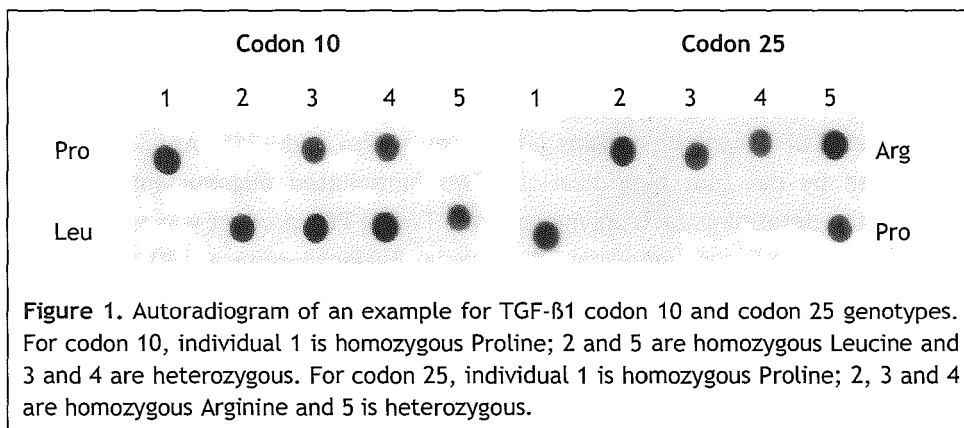 Codon 10 Codon 25
1 2 3 4 5 1 2 3 4 5
Pro Arg
Leu Pro
Figure 1. Autoradiogram of an example for TGF-ß1 codon 10 and codon 25 genotypes.
For codon 10, individual 1 is homozygous Proline; 2 and 5 are homozygous Leucine and
3 and 4 are heterozygous. For codon 25, individual 1 is homozygous Proline; 2, 3 and 4
are homozygous Arginine and 5 is heterozygous.